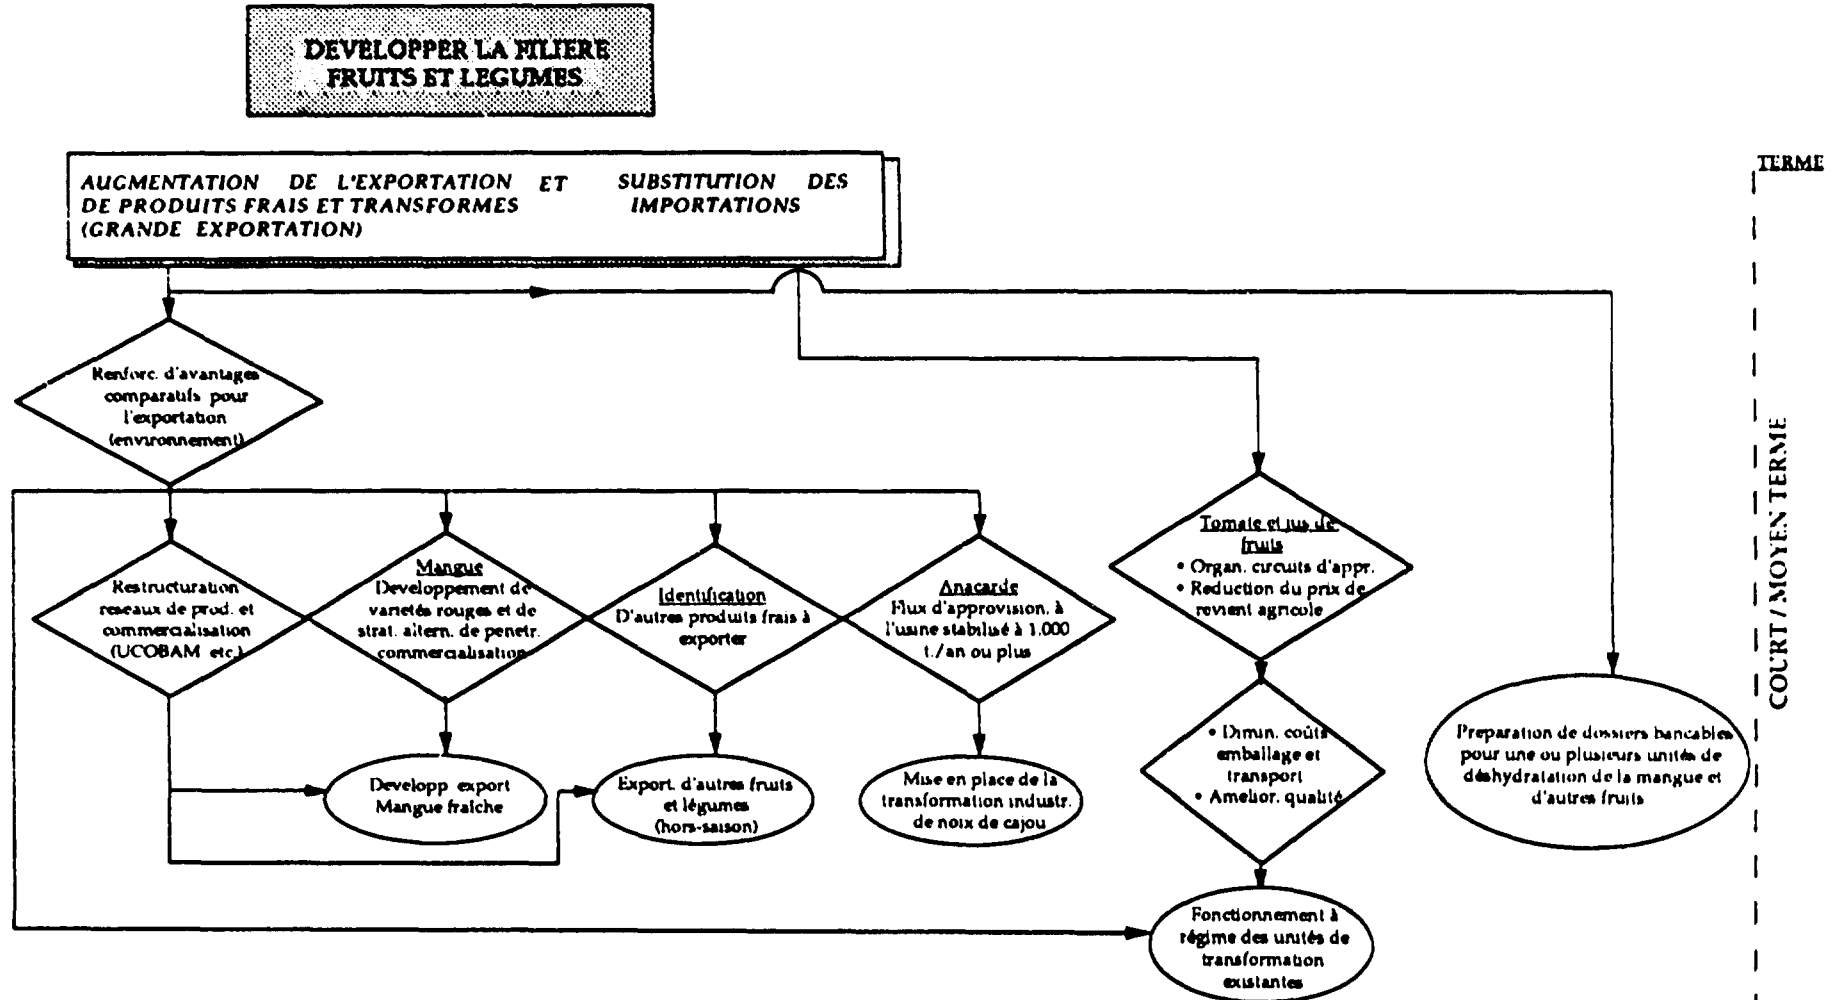 DEVELOPPER LA FILIERE
FRUITS ET LEGUMES
TERME
AUGMENTATION DE L'EXPORTATION ET SUBSTITUTION DES
DE PRODUITS FRAIS ET TRANSFORMES IMPORTATIONS
(GRANDE EXPORTATION)
Renforc. d'avantages
comparatifs pour
l'exportation
(environnement)
COURT / MOYEN TERME
Restructuration
reseaux de prod. et
commercialisation
(UCOBAM etc.)
Mangue
Developpement de
varietés rouges et de
strat. altern. de penetr.
commercialisation
Identification
D'autres produits frais à
exporter
Anacarde
Flux d'approvision. à
l'usine stabilisé à 1.000
t./an ou plus
Tomate et jus de
fruits
• Organ. circuits d'appr.
• Reduction du prix de
revient agricole
• Dimin. coûts
emballage et
transport
• Amelior. qualité
Preparation de dossiers bancables
pour une ou plusieurs unités de
déshydratation de la mangue et
d'autres fruits
Developp export
Mangue fraîche
Export. d'autres fruits
et légumes
(hors-saison)
Mise en place de la
transformation industr.
de noix de cajou
Fonctionnement à
régime des unités de
transformation
existantes